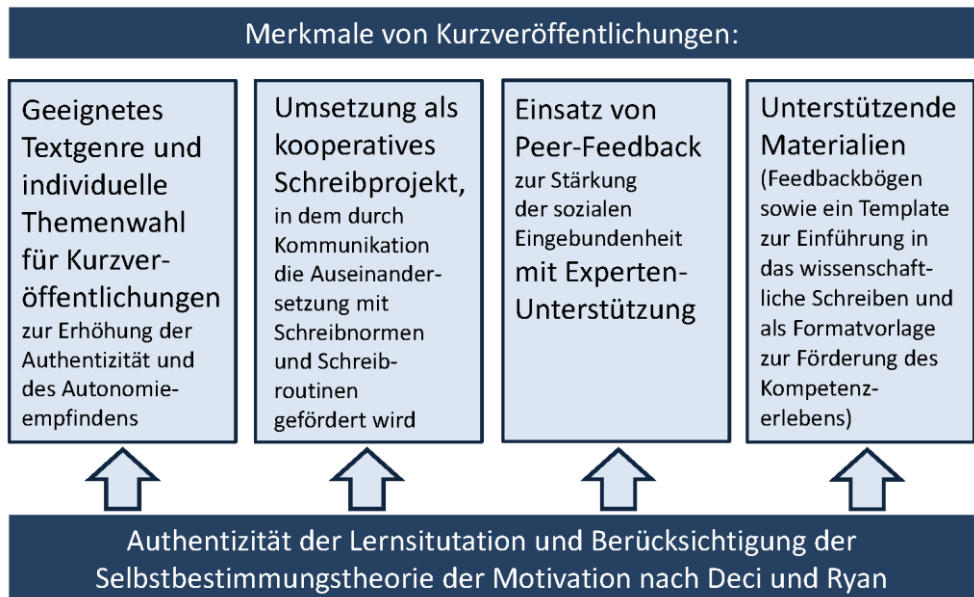 Merkmale von Kurzveröffentlichungen:
Geeignetes
Textgenre und
individuelle
Themenwahl
für Kurzver-
öffentlichungen
zur Erhöhung der
Authentizität und
des Autonomie-
empfindens
Umsetzung als
kooperatives
Schreibprojekt,
in dem durch
Kommunikation
die Auseinander-
setzung mit
Schreibnormen
und Schreib-
routinen
gefördert wird
Einsatz von
Peer-Feedback
zur Stärkung
der sozialen
Eingebundenheit
mit Experten-
Unterstützung
Unterstützende
Materialien
(Feedbackbögen
sowie ein Template
zur Einführung in
das wissenschaft-
liche Schreiben und
als Formatvorlage
zur Förderung des
Kompetenz-
erlebens)
Authentizität der Lernsitutation und Berücksichtigung der
Selbstbestimmungstheorie der Motivation nach Deci und Ryan